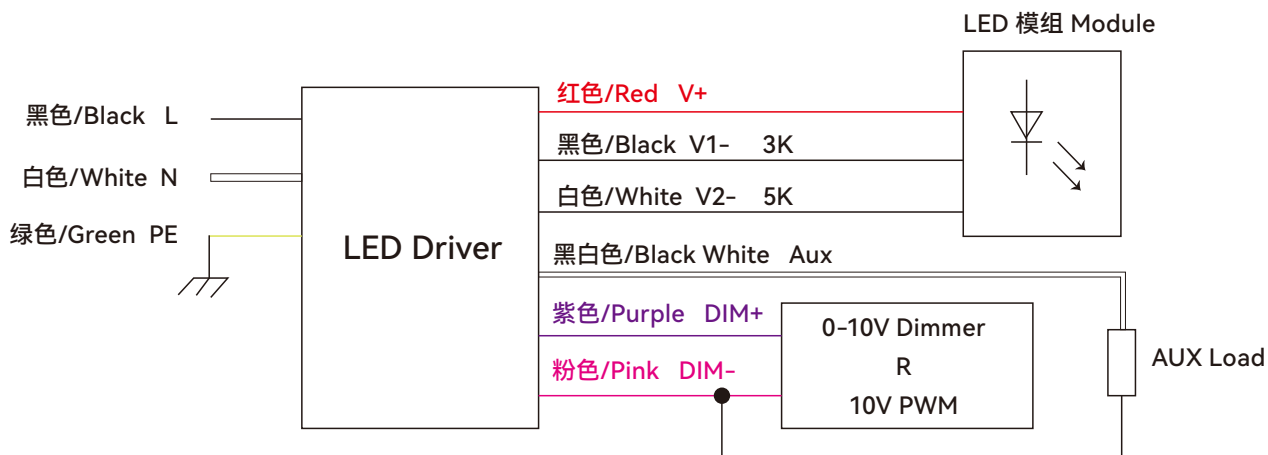 LED 模组 Module
黑色/Black L
白色/White N
绿色/Green PE
LED Driver
红色/Red V+
黑色/Black V1- 3K
白色/White V2- 5K
黑白色/Black White Aux
紫色/Purple DIM+
粉色/Pink DIM-
0-10V Dimmer
R
10V PWM
AUX Load